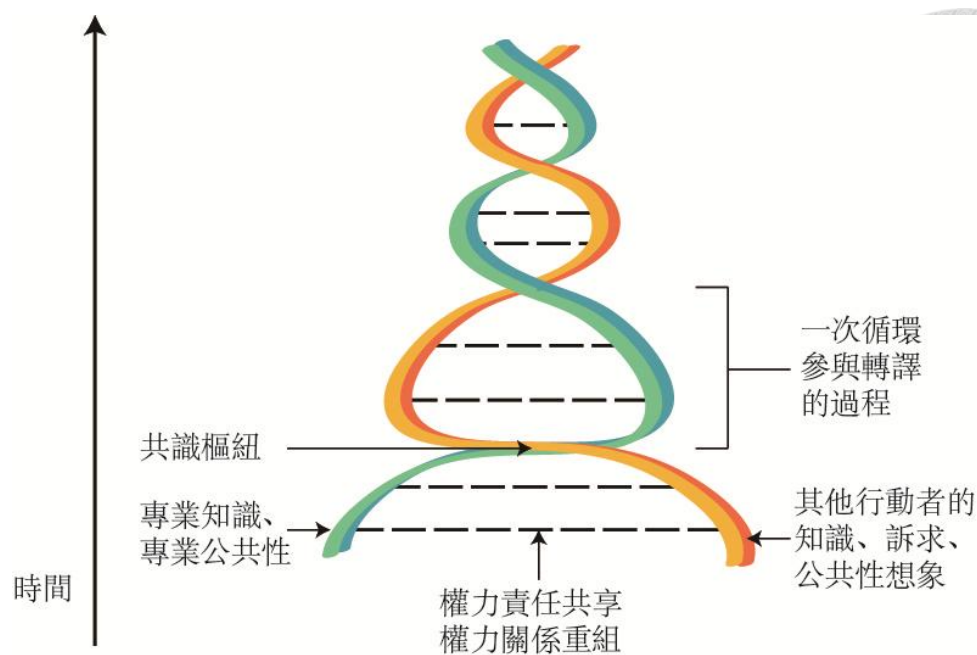 一次循環
參與轉譯
的過程
共識樞紐
專業知識、
專業公共性
其他行動者的
知識、訴求、
公共性想象
時間
權力責任共享
權力關係重組